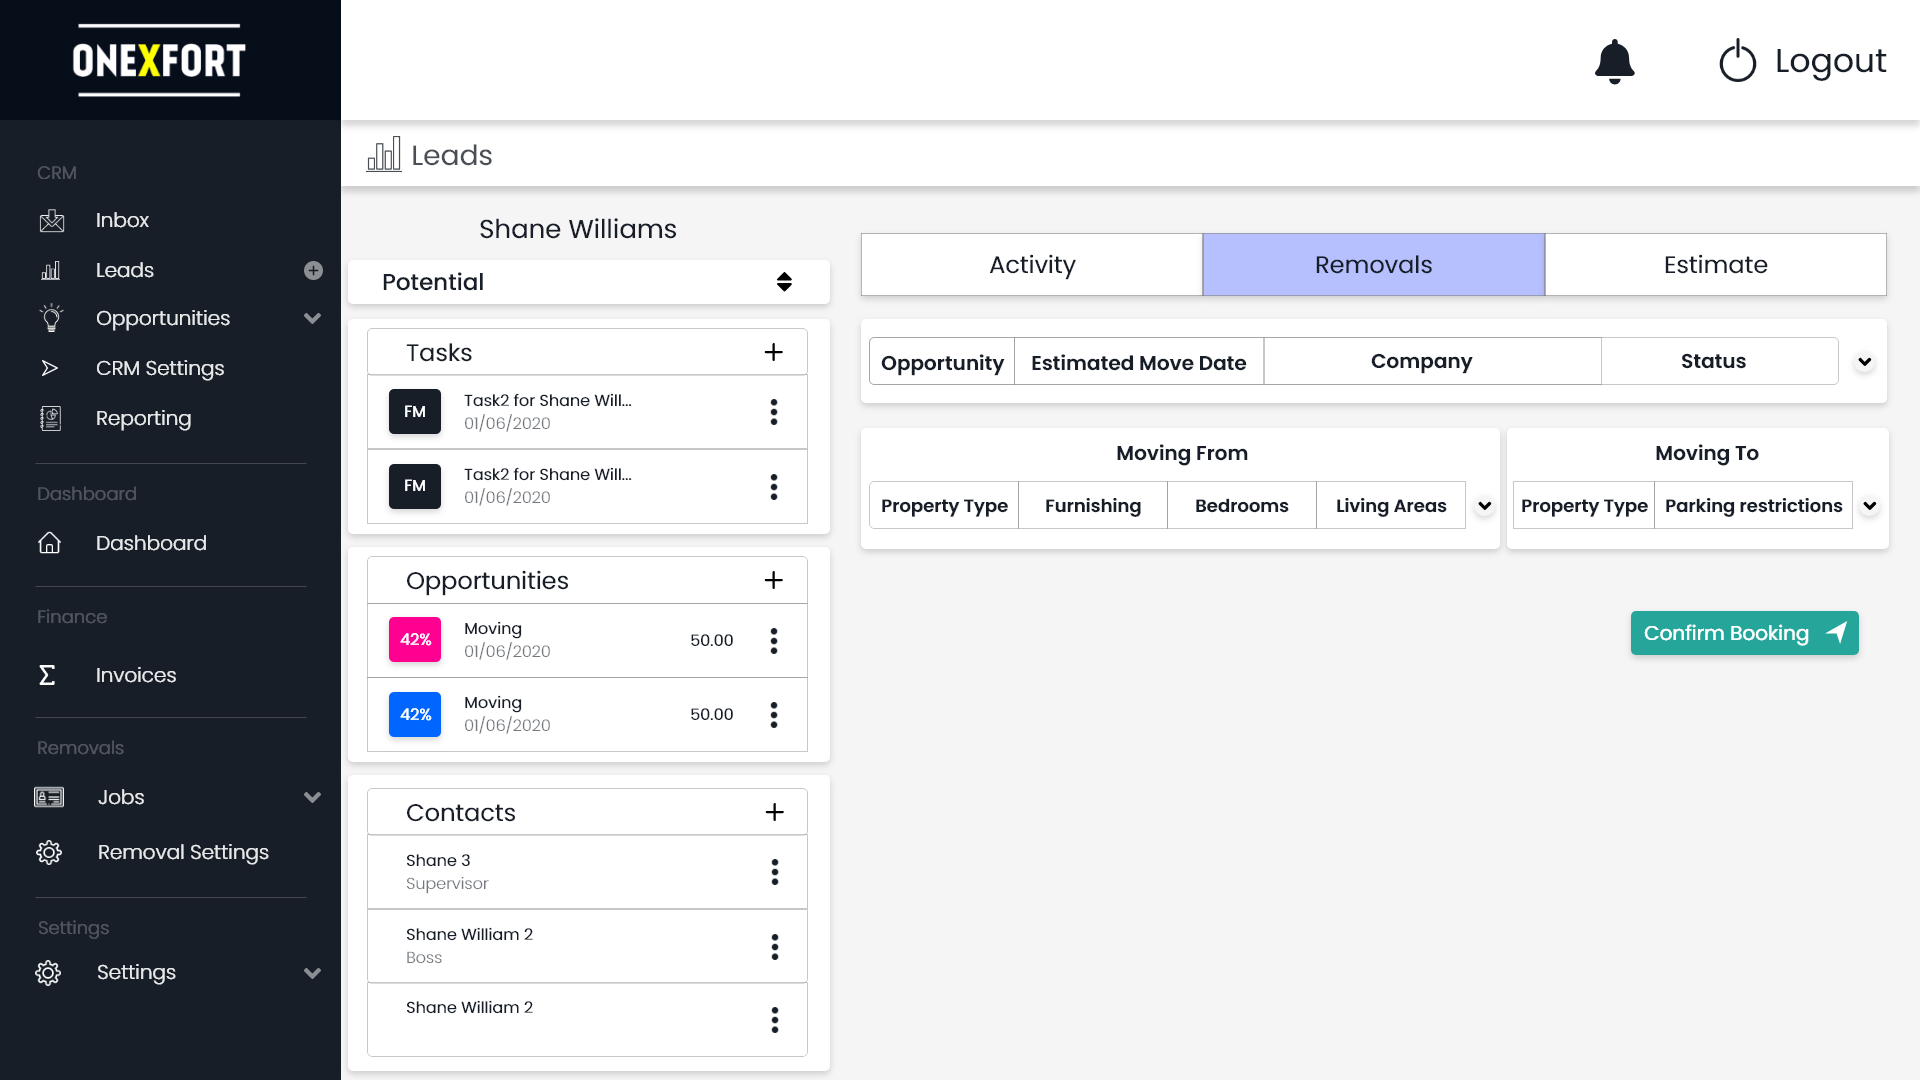 ONEXFORT
Logout
Leads
CRM
Inbox
Leads
Opportunities
CRM Settings
Reporting
Dashboard
Dashboard
Finance
Invoices
Removals
Jobs
Removal Settings
Settings
Settings
Shane Williams
Potential
Tasks
FM
Task2 for Shane Will...
01/06/2020
FM
Task2 for Shane Will...
01/06/2020
Opportunities
42%
Moving
01/06/2020
50.00
42%
Moving
01/06/2020
50.00
Contacts
Shane 3
Supervisor
Shane William 2
Boss
Shane William 2
Activity
Removals
Estimate
Opportunity
Estimated Move Date
Company
Status
Moving From
Property Type
Furnishing
Bedrooms
Living Areas
Moving To
Property Type
Parking restrictions
Confirm Booking